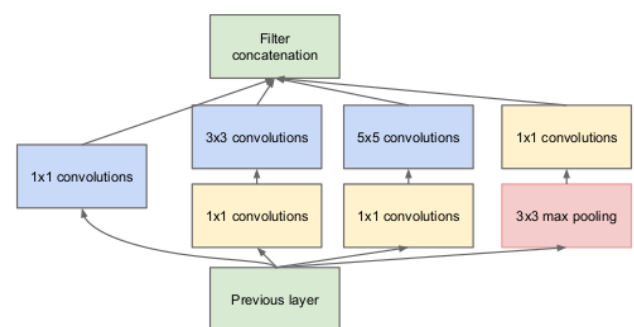 Filter
concatenation
3x3 convolutions
5x5 convolutions
1x1 convolutions
1x1 convolutions
1x1 convolutions
1x1 convolutions
3x3 max pooling
Previous layer